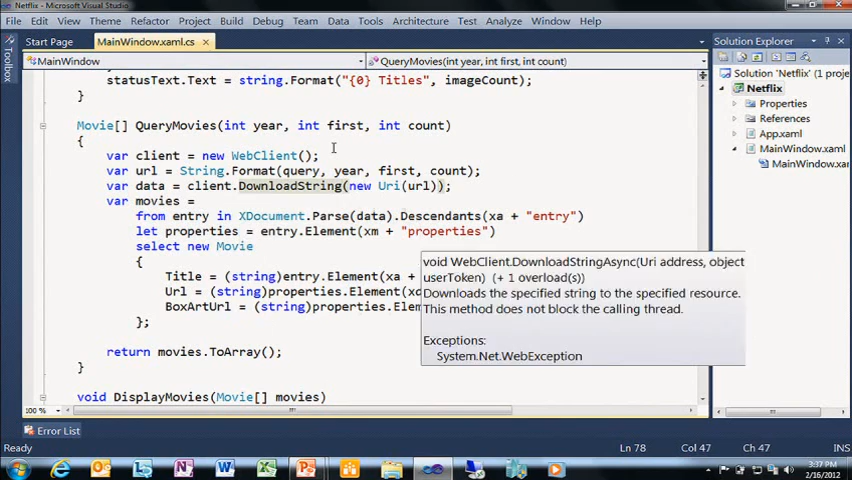 Netflix - Microsoft Visual Studio
File Edit View Theme Refactor Project Build Debug Team Data Tools Architecture Test Analyze Window Help
Toolbox
Start Page MainWindow.xaml.cs Solution Explorer
MainWindow QueryMovies(int year, int first, int count)
statusText.Text = string.Format("{0} Titles", imageCount);
}
Movie[] QueryMovies(int year, int first, int count)
{
var client = new WebClient();
var url = String.Format(query, year, first, count);
var data = client.DownloadString(new Uri(url));
var movies =
from entry in XDocument.Parse(data).Descendants(xa + "entry")
let properties = entry.Element(xm + "properties")
select new Movie
{
Title = (string)entry.Element(xa +
Url = (string)properties.Element(xd
BoxArtUrl = (string)properties.Ele
};
return movies.ToArray();
}
void DisplayMovies(Movie[] movies)
void WebClient.DownloadStringAsync(Uri address, object
userToken) (+ 1 overload(s))
Downloads the specified string to the specified resource.
This method does not block the calling thread.
Exceptions:
System.Net.WebException
Solution 'Netflix' (1 proje
Netflix
Properties
References
App.xaml
MainWindow.xaml
MainWindow.xar
100 %
Error List
Ln 78 Col 47 Ch 47 INS
3:37 PM
2/16/2012